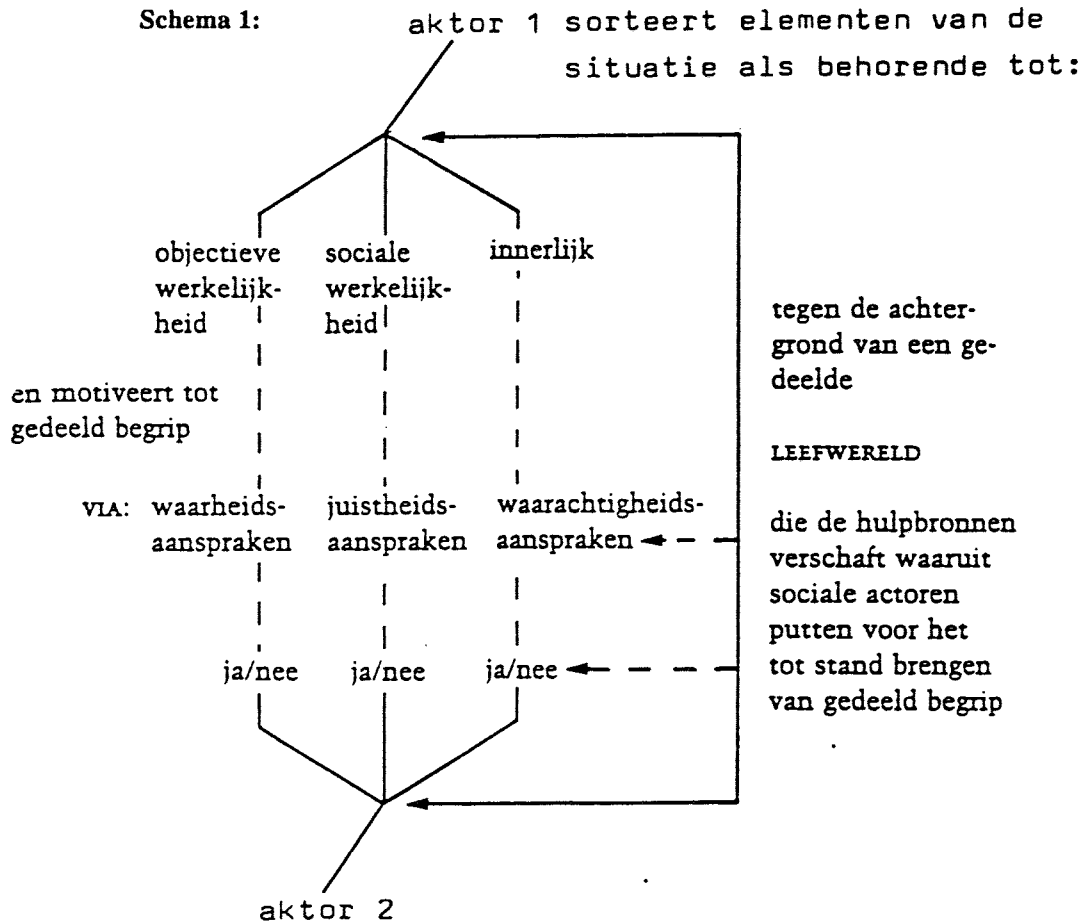 Schema 1:
aktor 1 sorteert elementen van de
situatie als behorende tot:
objectieve
werkelijk-
heid
sociale
werkelijk-
heid
innerlijk
en motiveert tot
gedeeld begrip
VIA:
waarheids-
aanspraken
juistheids-
aanspraken
waarachtigheids-
aanspraken
ja/nee
ja/nee
ja/nee
aktor 2
tegen de achter-
grond van een ge-
deelde
LEEFWERELD
die de hulpbronnen
verschaft waaruit
sociale actoren
putten voor het
tot stand brengen
van gedeeld begrip